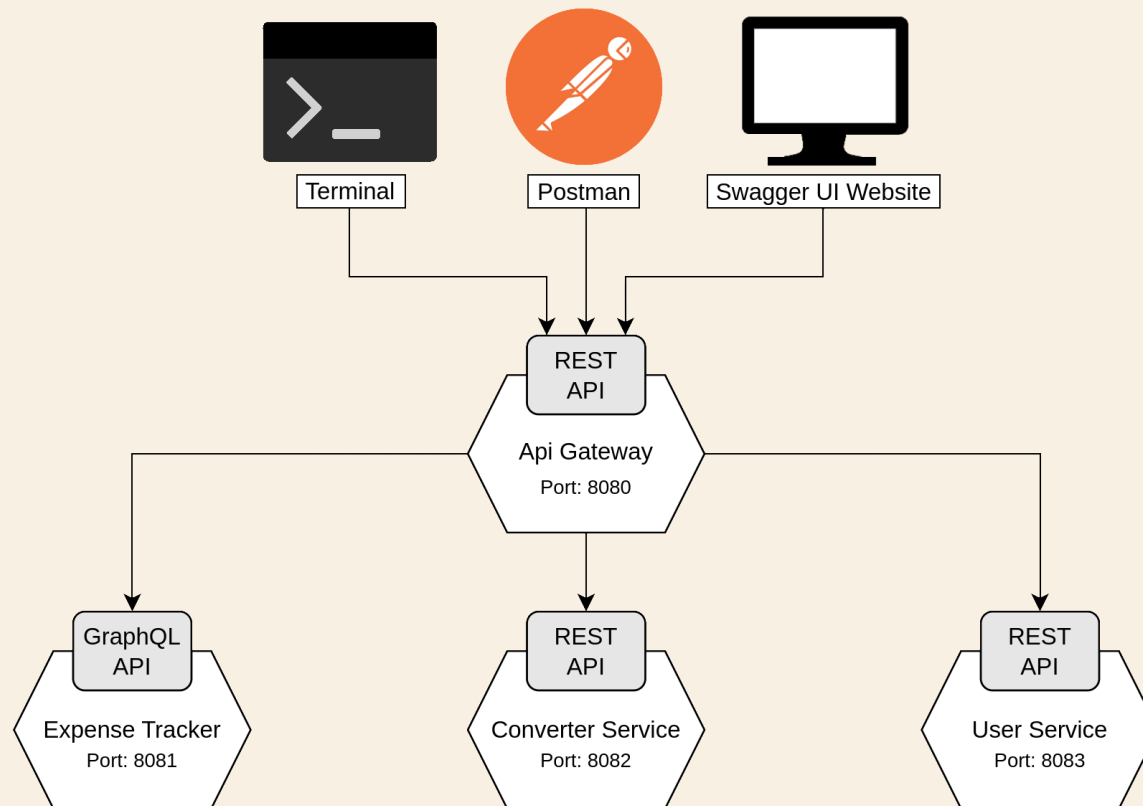 Terminal
Postman
Swagger UI Website
REST
API
Api Gateway
Port: 8080
GraphQL
API
REST
API
REST
API
Expense Tracker
Port: 8081
Converter Service
Port: 8082
User Service
Port: 8083